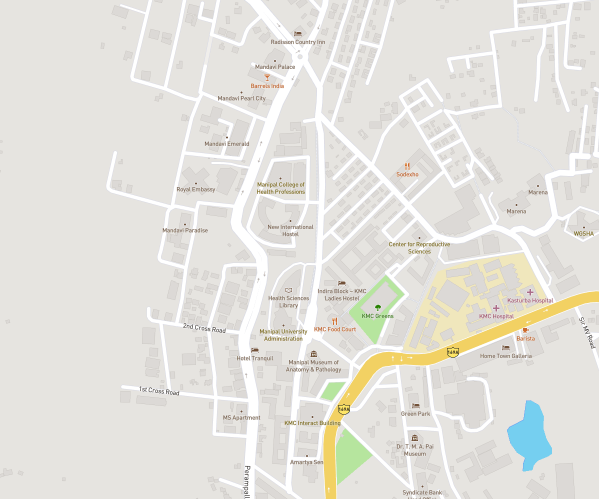 Radisson Country Inn
Mandavi Palace
Barreis India
Mandavi Pearl City
Mandavi Emerald
Sodexho
Manipal College of
Health Professions
Royal Embassy
Marena
Marena
New International
Hostel
Mandavi Paradise
WGSHA
Center for Reproductive
Sciences
Indira Block - KMC
Ladies Hostel
Health Sciences
Library
Kasturba Hospital
KMC Hospital
KMC Greens
Sir MV Road
2nd Cross Road
Manipal University
Administration
KMC Food Court
Barista
Hotel Tranquil
Home Town Galleria
Manipal Museum of
Anatomy & Pathology
1st Cross Road
MS Apartment
Green Park
KMC Interact Building
Dr. T. M. A. Pai
Museum
Amartya Sen
Syndicate Bank